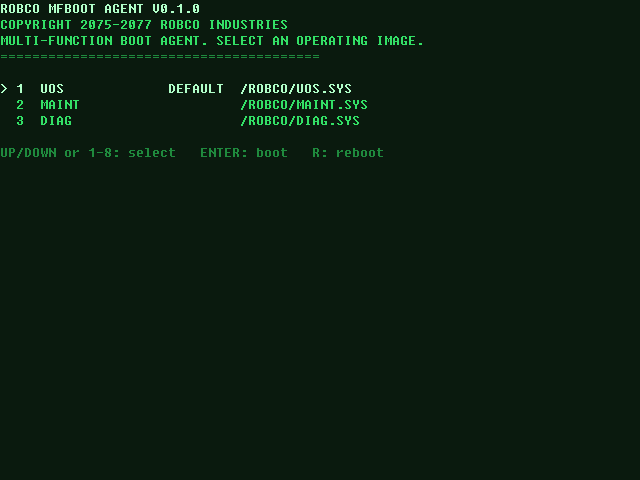 ROBCO MFBOOT AGENT V0.1.0
COPYRIGHT 2075-2077 ROBCO INDUSTRIES
MULTI-FUNCTION BOOT AGENT. SELECT AN OPERATING IMAGE.
========================================
> 1  UOS             DEFAULT  /ROBCO/UOS.SYS
  2  MAINT                    /ROBCO/MAINT.SYS
  3  DIAG                     /ROBCO/DIAG.SYS
UP/DOWN or 1-8: select   ENTER: boot   R: reboot